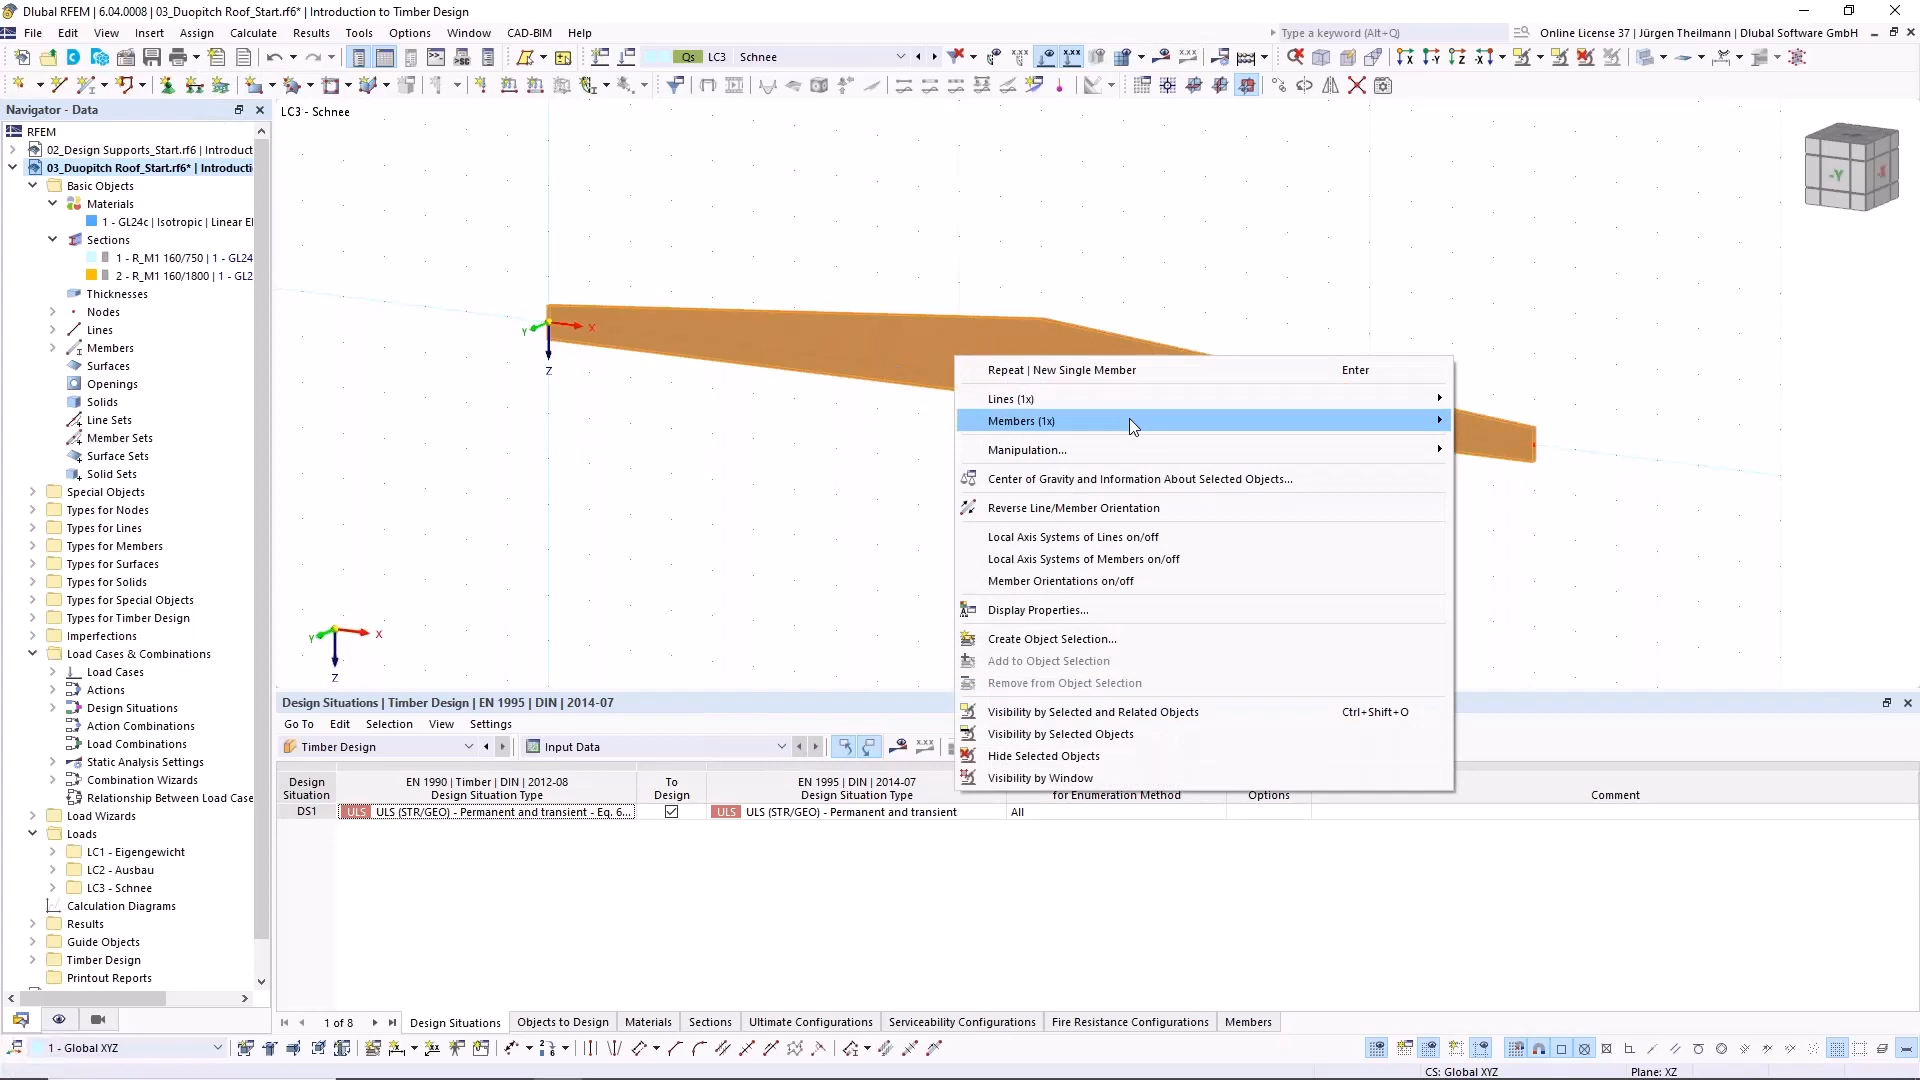 Dlubal RFEM | 6.04.0008 | 03_Duopitch Roof_Start.rf6* | Introduction to Timber Design
File Edit View Insert Assign Calculate Results Tools Options Window CAD-BIM Help
Type a keyword (Alt+Q)
Online License 37 | Jürgen Theilmann | Dlubal Software GmbH
Qs LC3 Schnee
Navigator - Data
RFEM
02_Design Supports_Start.rf6 | Introduct
03_Duopitch Roof_Start.rf6* | Introducti
Basic Objects
Materials
1 - GL24c | Isotropic | Linear El
Sections
1 - R_M1 160/750 | 1 - GL24
2 - R_M1 160/1800 | 1 - GL2
Thicknesses
Nodes
Lines
Members
Surfaces
Openings
Solids
Line Sets
Member Sets
Surface Sets
Solid Sets
Special Objects
Types for Nodes
Types for Lines
Types for Members
Types for Surfaces
Types for Solids
Types for Special Objects
Types for Timber Design
Imperfections
Load Cases & Combinations
Load Cases
Actions
Design Situations
Action Combinations
Load Combinations
Static Analysis Settings
Combination Wizards
Relationship Between Load Case
Load Wizards
Loads
LC1 - Eigengewicht
LC2 - Ausbau
LC3 - Schnee
Calculation Diagrams
Results
Guide Objects
Timber Design
Printout Reports
LC3 - Schnee
Y X
Z
-Y -X
Y X
Z
Repeat | New Single Member Enter
Lines (1x)
Members (1x)
Manipulation...
Center of Gravity and Information About Selected Objects...
Reverse Line/Member Orientation
Local Axis Systems of Lines on/off
Local Axis Systems of Members on/off
Member Orientations on/off
Display Properties...
Create Object Selection...
Add to Object Selection
Remove from Object Selection
Visibility by Selected and Related Objects Ctrl+Shift+O
Visibility by Selected Objects
Hide Selected Objects
Visibility by Window
Design Situations | Timber Design | EN 1995 | DIN | 2014-07
Go To Edit Selection View Settings
Timber Design Input Data
Design EN 1990 | Timber | DIN | 2012-08 To EN 1995 | DIN | 2014-07
Situation Design Situation Type Design Design Situation Type for Enumeration Method Options Comment
DS1 ULS ULS (STR/GEO) - Permanent and transient - Eq. 6... ULS ULS (STR/GEO) - Permanent and transient All
1 of 8 Design Situations Objects to Design Materials Sections Ultimate Configurations Serviceability Configurations Fire Resistance Configurations Members
1 - Global XYZ
CS: Global XYZ Plane: XZ